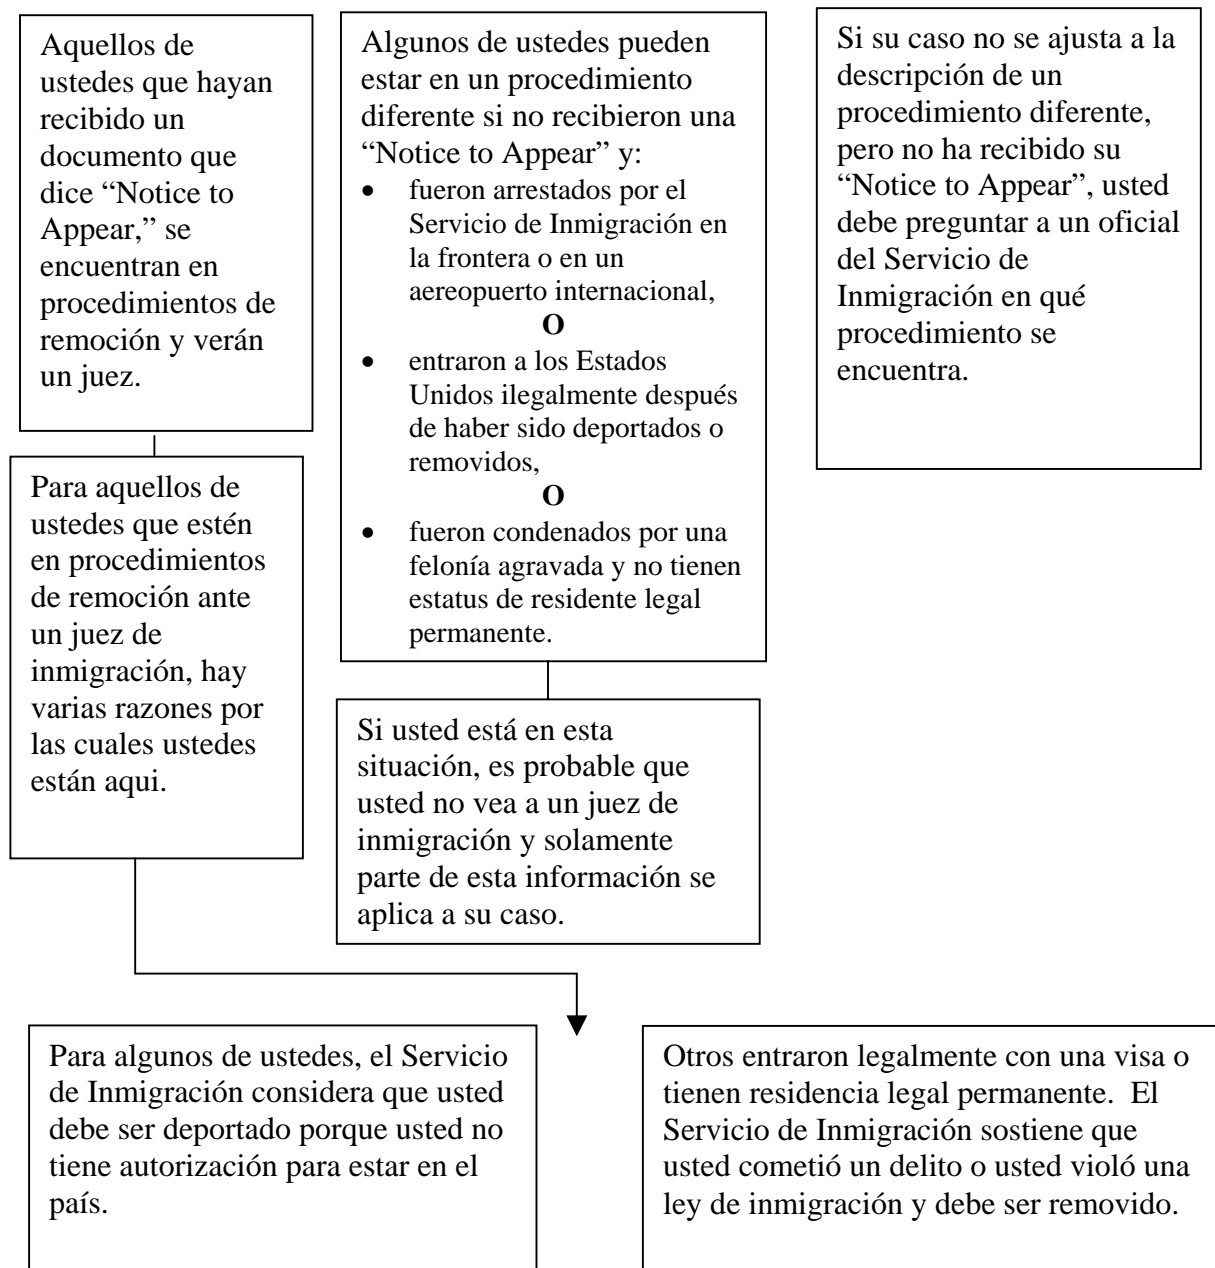 Aquellos de
ustedes que hayan
recibido un
documento que
dice “Notice to
Appear,” se
encuentran en
procedimientos de
remoción y verán
un juez.
Para aquellos de
ustedes que estén
en procedimientos
de remoción ante
un juez de
inmigración, hay
varias razones por
las cuales ustedes
están aqui.
Algunos de ustedes pueden
estar en un procedimiento
diferente si no recibieron una
“Notice to Appear” y:
• fueron arrestados por el
Servicio de Inmigración en
la frontera o en un
aereopuerto internacional,
O
• entraron a los Estados
Unidos ilegalmente después
de haber sido deportados o
removidos,
O
• fueron condenados por una
felonía agravada y no tienen
estatus de residente legal
permanente.
Si usted está en esta
situación, es probable que
usted no vea a un juez de
inmigración y solamente
parte de esta información se
aplica a su caso.
Si su caso no se ajusta a la
descripción de un
procedimiento diferente,
pero no ha recibido su
“Notice to Appear”, usted
debe preguntar a un oficial
del Servicio de
Inmigración en qué
procedimiento se
encuentra.
Para algunos de ustedes, el Servicio
de Inmigración considera que usted
debe ser deportado porque usted no
tiene autorización para estar en el
país.
Otros entraron legalmente con una visa o
tienen residencia legal permanente.  El
Servicio de Inmigración sostiene que
usted cometió un delito o usted violó una
ley de inmigración y debe ser removido.